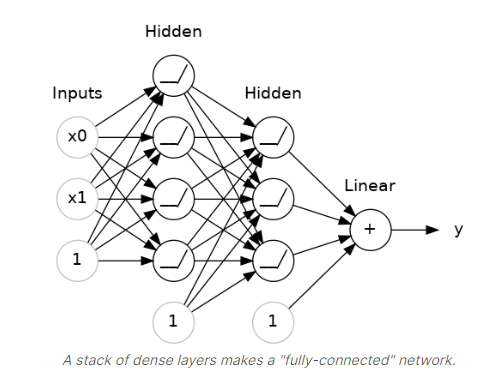 Hidden
Inputs
Hidden
x0
x1
Linear
+
y
1
1
1
A stack of dense layers makes a "fully-connected" network.